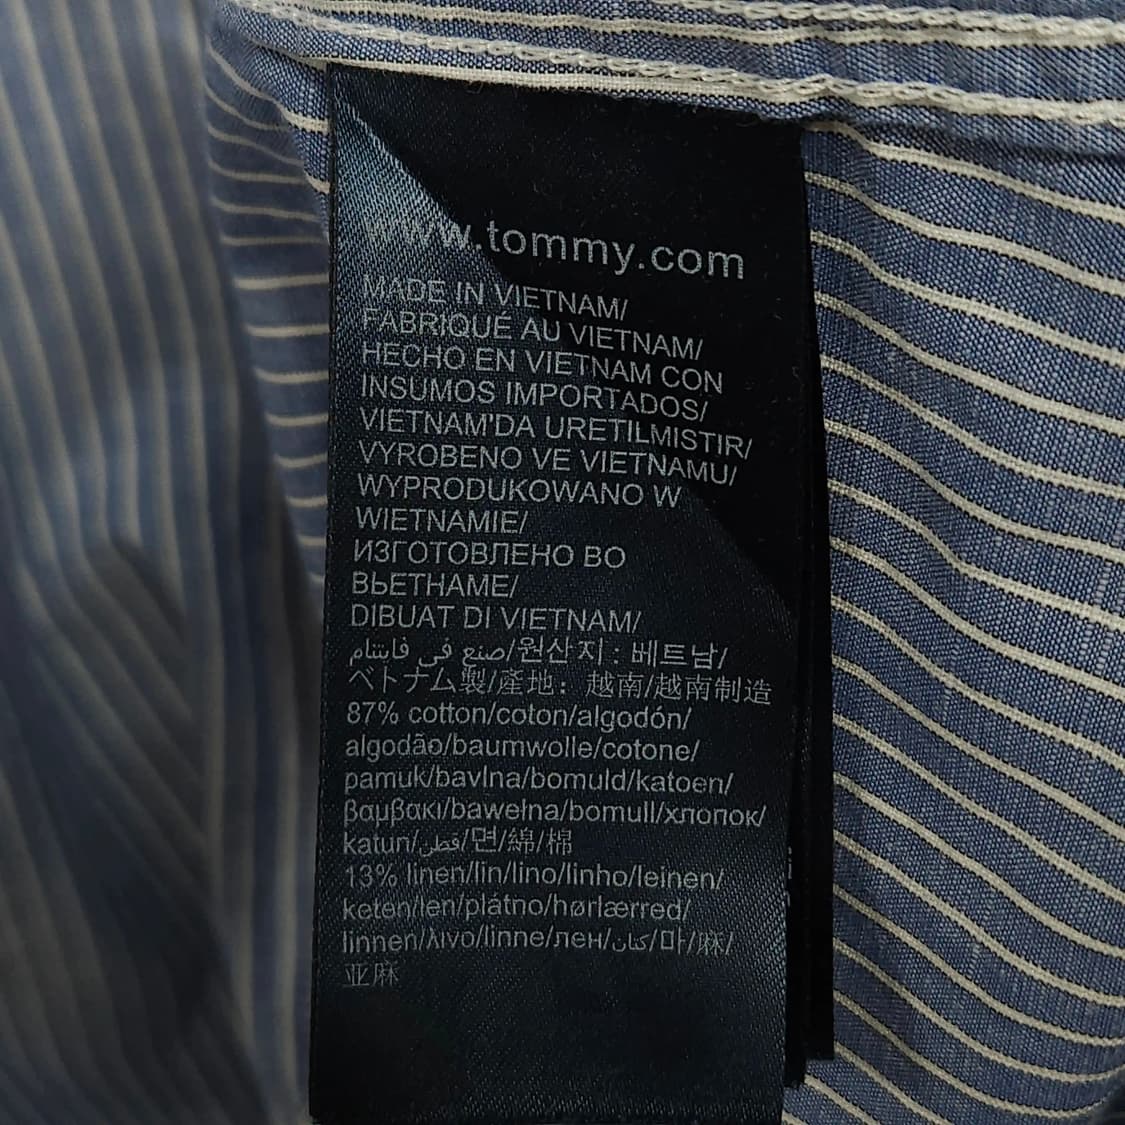 www.tommy.com
MADE IN VIETNAM/
FABRIQUÉ AU VIETNAM/
HECHO EN VIETNAM CON
INSUMOS IMPORTADOS/
VIETNAM'DA URETILMISTIR/
VYROBENO VE VIETNAMU/
WYPRODUKOWANO W
WIETNAMIE/
ИЗГОТОВЛЕНО ВО
ВЬЕТНАМЕ/
DIBUAT DI VIETNAM/
صنع في فايتنام/원산지 : 베트남/
ベトナム製/產地：越南/越南制造
87% cotton/coton/algodón/
algodão/baumwolle/cotone/
pamuk/bavlna/bomuld/katoen/
βαμβακι/bawełna/bomull/хлопок/
katun/قطن/면/綿/棉
13% linen/lin/lino/linho/leinen/
keten/len/plátno/hørlærred/
linnen/λινο/linne/лен/كتان/마/麻/
亚麻